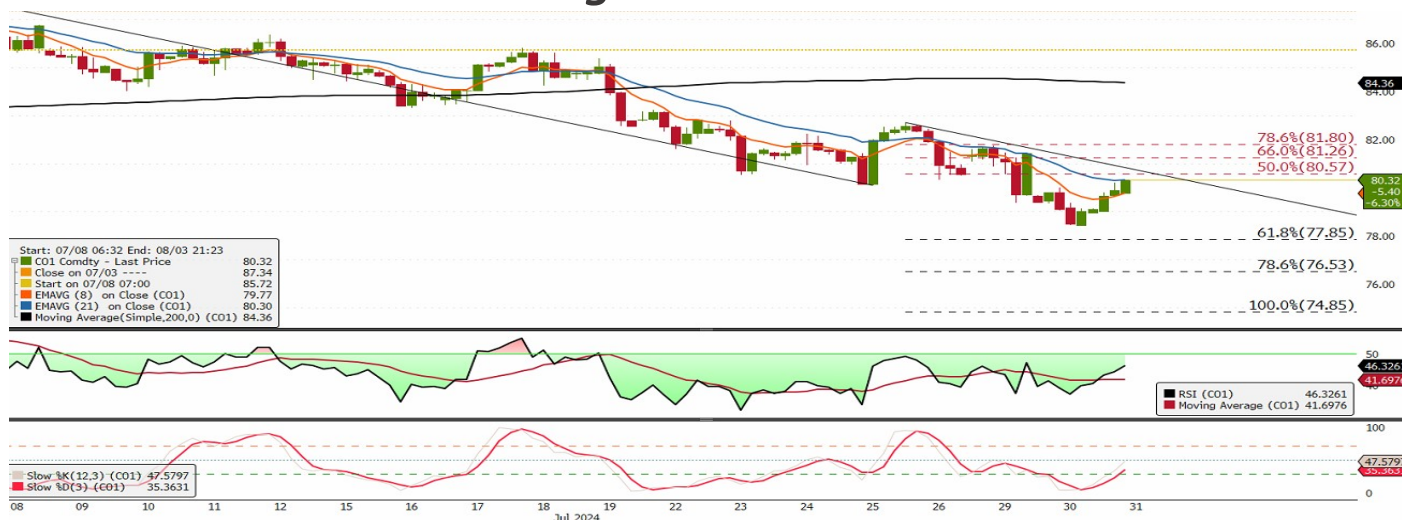 g
86.00
84.36
84.00
82.00
78.6%(81.80)
66.0%(81.26)
50.0%(80.57)
80.32
-5.40
-6.30%
61.8%(77.85)
78.00
78.6%(76.53)
76.00
100.0%(74.85)
Start: 07/08 06:32 End: 08/03 21:23
CO1 Comdty - Last Price 80.32
Close on 07/03 ---- 87.34
Start on 07/08 07:00 85.72
EMAVG (8) on Close (CO1) 79.77
EMAVG (21) on Close (CO1) 80.30
Moving Average(Simple,200,0) (CO1) 84.36
50
46.3261
41.6976
RSI (CO1) 46.3261
Moving Average (CO1) 41.6976
100
47.5797
35.3631
0
Slow %K(12,3) (CO1) 47.5797
Slow %D(3) (CO1) 35.3631
08 09 10 11 12 15 16 17 18 19 22 23 24 25 26 29 30 31
Jul 2024